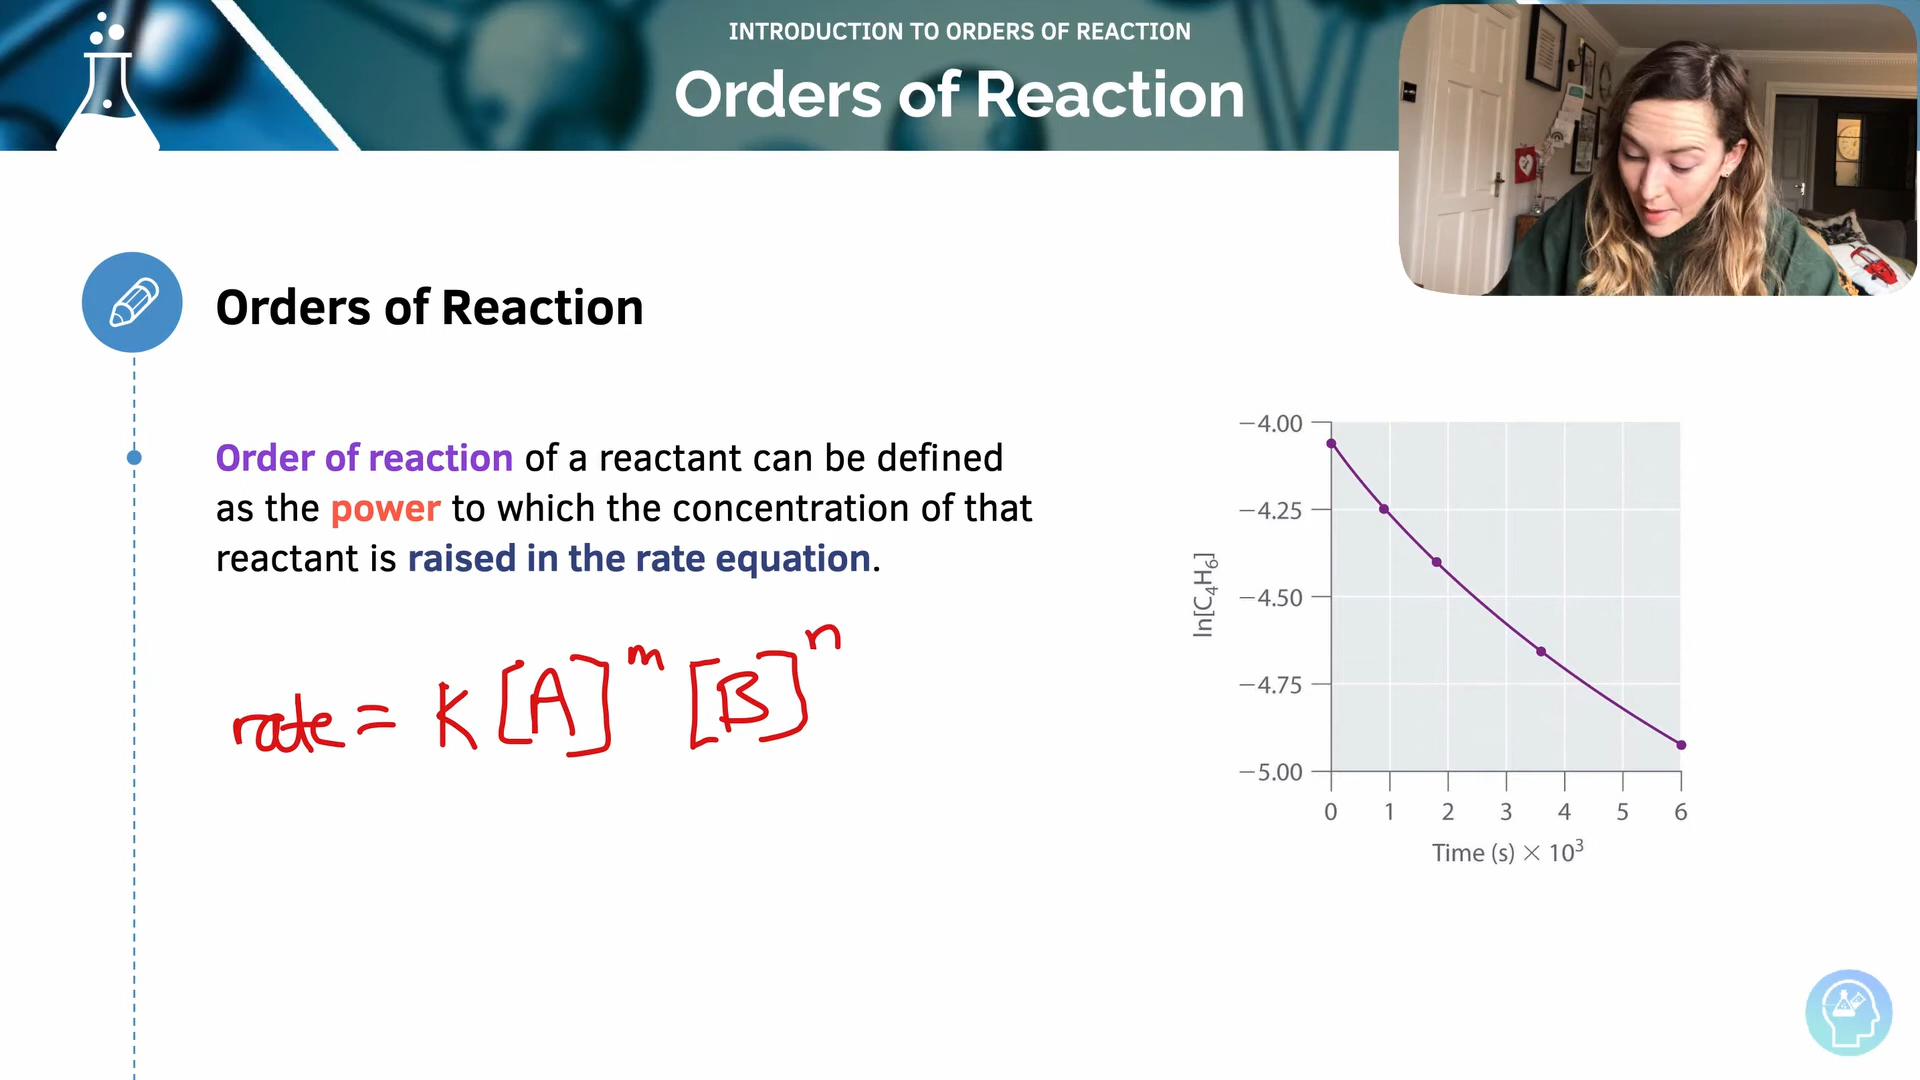 INTRODUCTION TO ORDERS OF REACTION
Orders of Reaction
Orders of Reaction
Order of reaction of a reactant can be defined
as the power to which the concentration of that
reactant is raised in the rate equation.
rate = K [A]^m [B]^n
ln[C₄H₆]
−4.00
−4.25
−4.50
−4.75
−5.00
0 1 2 3 4 5 6
Time (s) × 10³